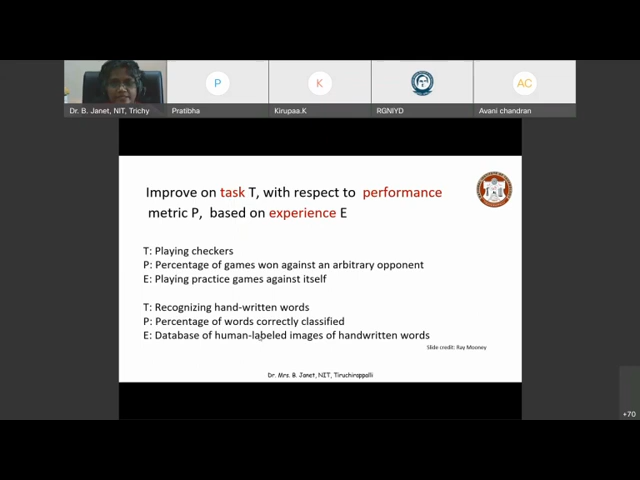 P
K
AC
Dr. B. Janet, NIT, Trichy
Pratibha
Kirupaa.K
RGNIYD
Avani chandran
Improve on task T, with respect to performance
metric P, based on experience E
T: Playing checkers
P: Percentage of games won against an arbitrary opponent
E: Playing practice games against itself
T: Recognizing hand-written words
P: Percentage of words correctly classified
E: Database of human-labeled images of handwritten words
Slide credit: Ray Mooney
Dr. Mrs. B. Janet, NIT, Tiruchirappalli
+70